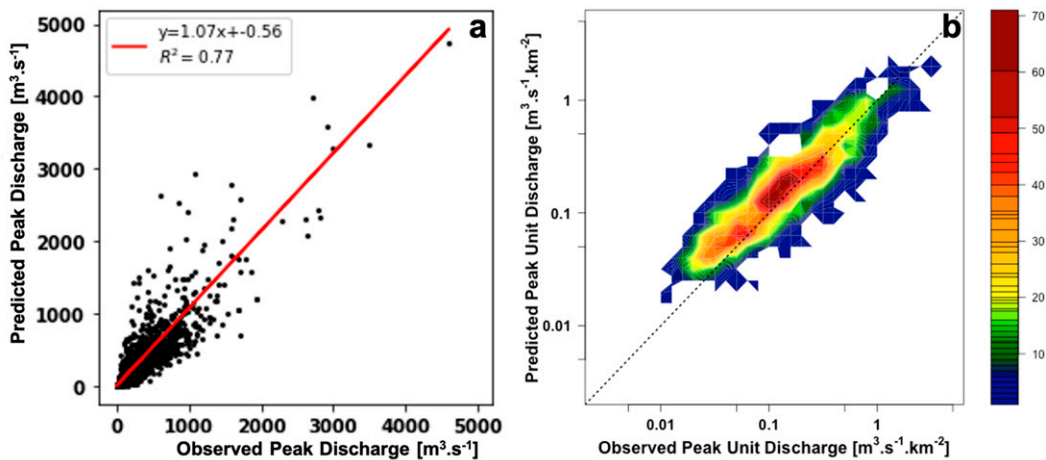 a
y=1.07x+-0.56
R² = 0.77
Predicted Peak Discharge [m³.s⁻¹]
5000
4000
3000
2000
1000
0
0 1000 2000 3000 4000 5000
Observed Peak Discharge [m³.s⁻¹]
b
Predicted Peak Unit Discharge [m³.s⁻¹.km⁻²]
1
0.1
0.01
0.01 0.1 1
Observed Peak Unit Discharge [m³.s⁻¹.km⁻²]
70
60
50
40
30
20
10